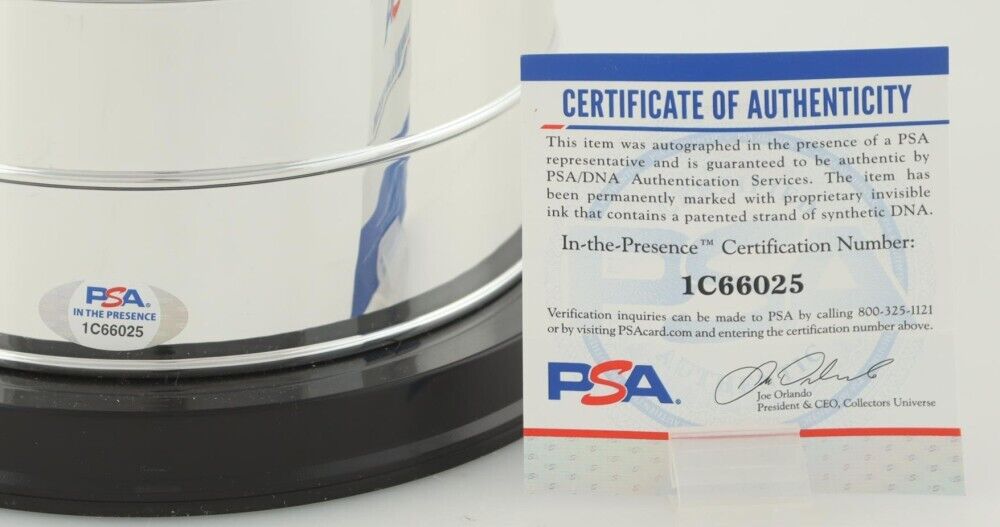 PSA
IN THE PRESENCE
1C66025
CERTIFICATE OF AUTHENTICITY
This item was autographed in the presence of a PSA
representative and is guaranteed to be authentic by
PSA/DNA Authentication Services. The item has
been permanently marked with proprietary invisible
ink that contains a patented strand of synthetic DNA.
In-the-Presence™ Certification Number:
1C66025
Verification inquiries can be made to PSA by calling 800-325-1121
or by visiting PSAcard.com and entering the certification number above.
PSA.
Joe Orlando
President & CEO, Collectors Universe